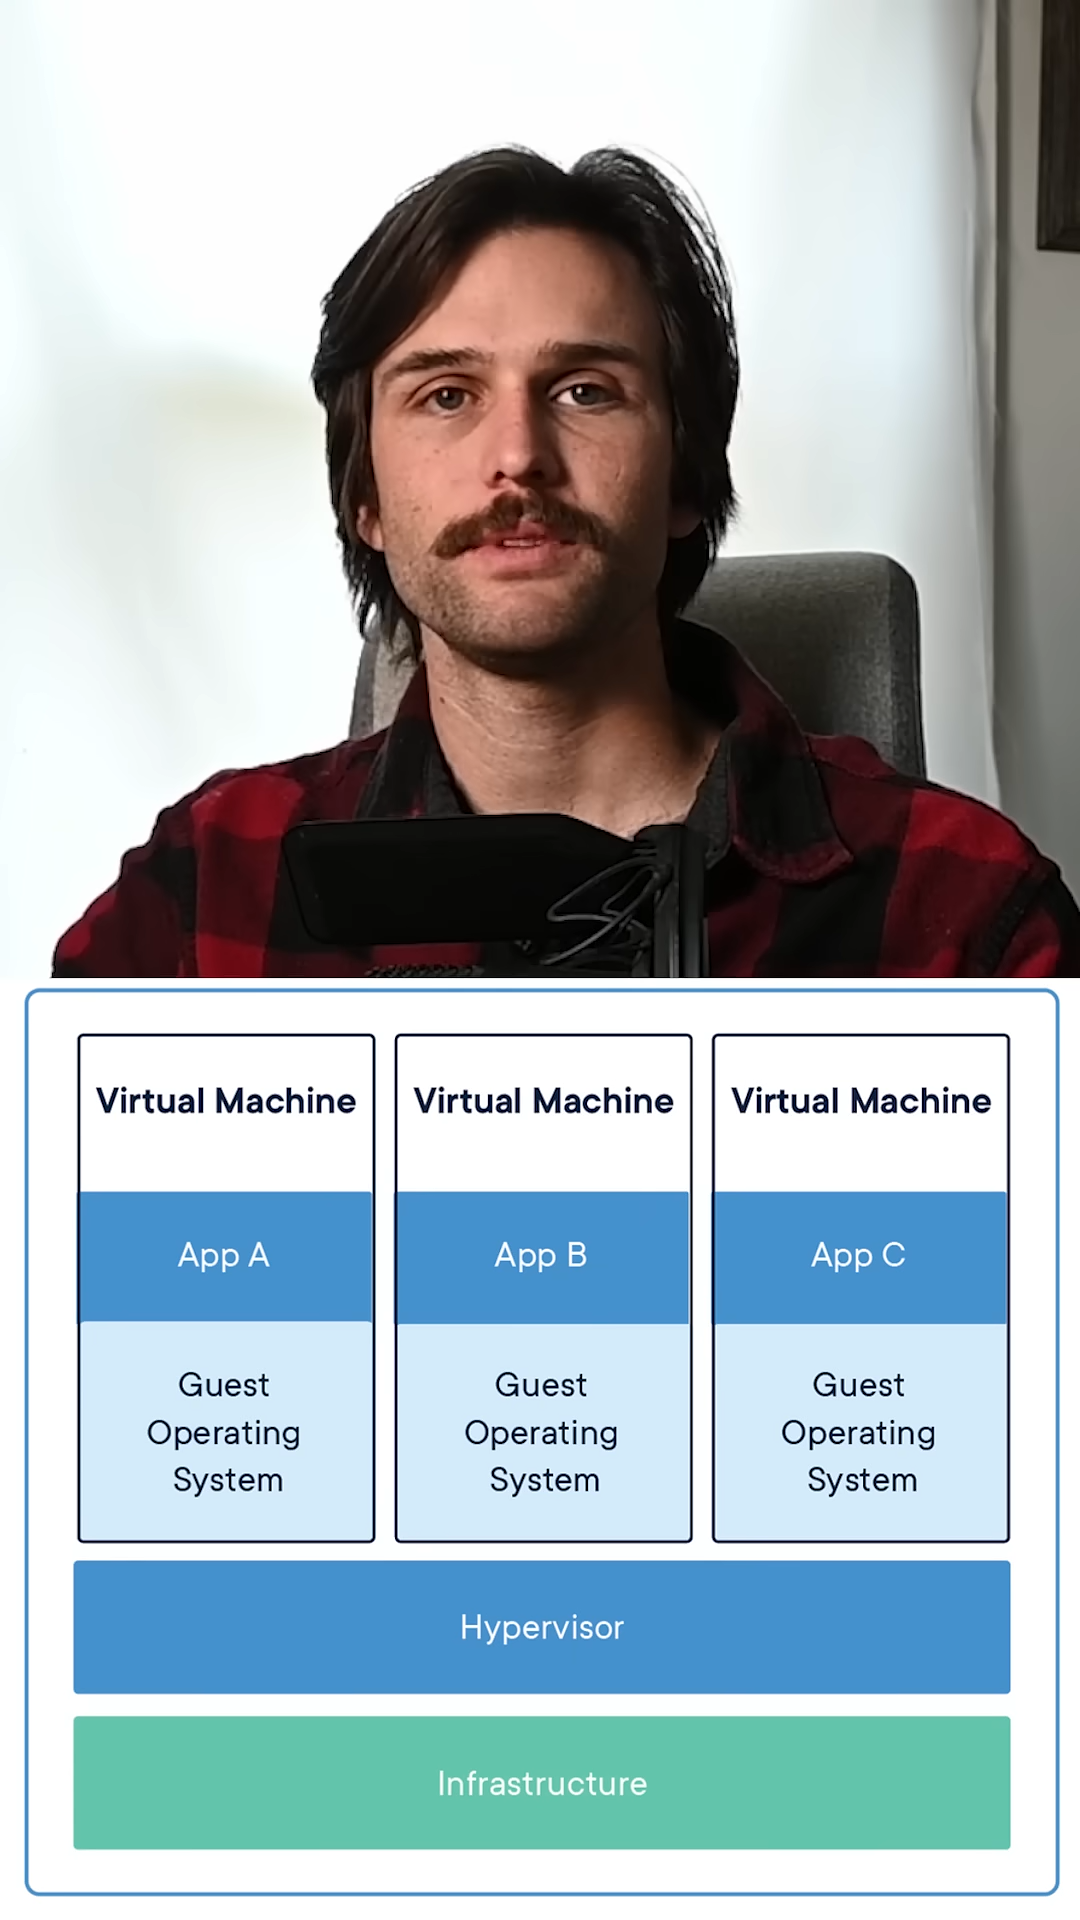 Virtual Machine
Virtual Machine
Virtual Machine
App A
App B
App C
Guest
Operating
System
Guest
Operating
System
Guest
Operating
System
Hypervisor
Infrastructure